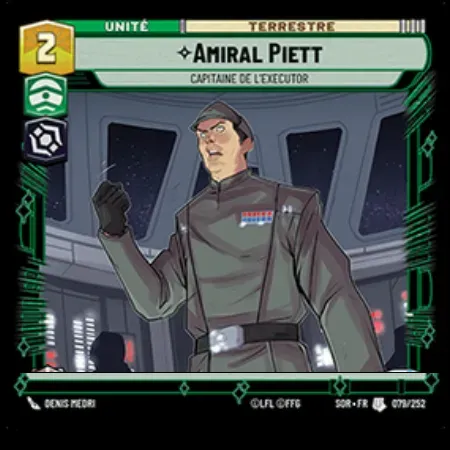 2
UNITÉ
TERRESTRE
AMIRAL PIETT
CAPITAINE DE L'EXECUTOR
DENIS MEDRI
©LFL ©FFG
SOR • FR
079/252